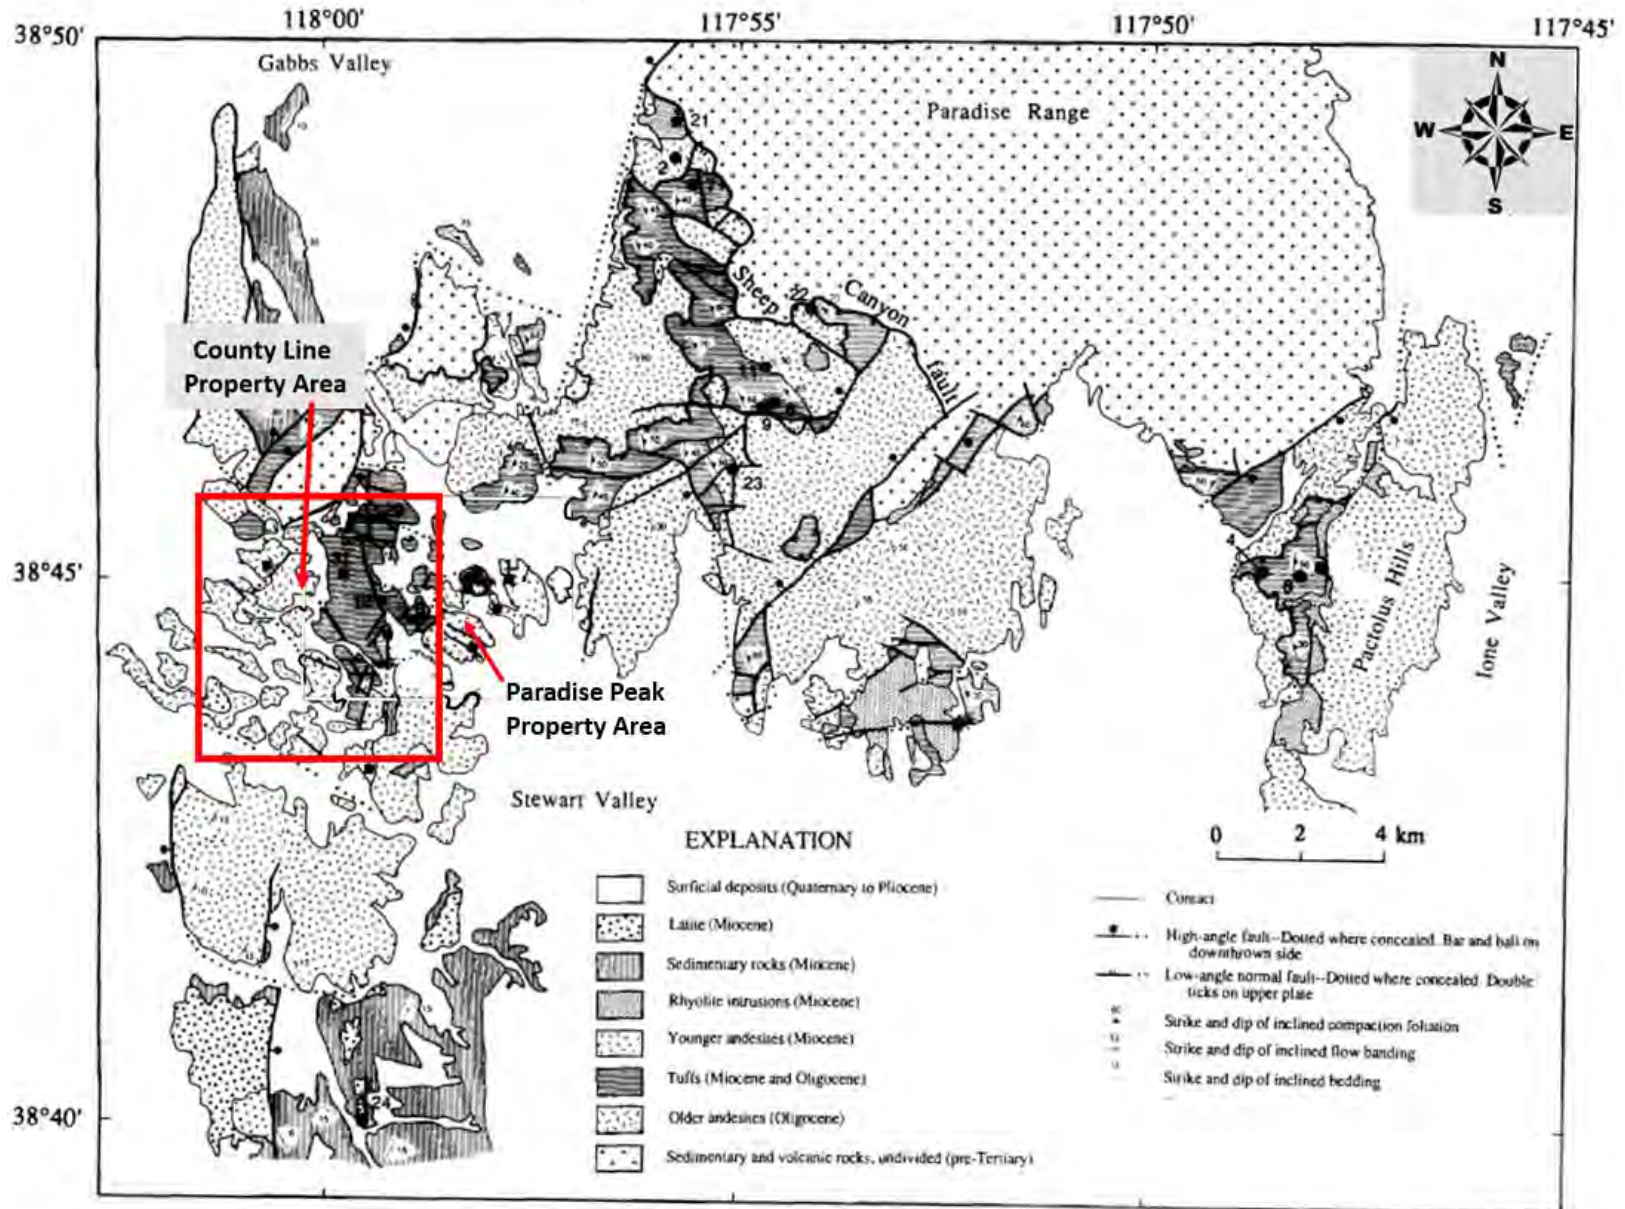 118°00'
117°55'
117°50'
117°45'
38°50'
Gabbs Valley
N
W
E
S
Paradise Range
21
2
Sheep
Canyon
fault
County Line
Property Area
11
9
23
38°45'
4
8
Pactolus Hills
Ione Valley
Paradise Peak
Property Area
Stewart Valley
0 2 4 km
EXPLANATION
Surficial deposits (Quaternary to Pliocene)
Latite (Miocene)
Sedimentary rocks (Miocene)
Rhyolite intrusions (Miocene)
Younger andesites (Miocene)
Tuffs (Miocene and Oligocene)
Older andesites (Oligocene)
Sedimentary and volcanic rocks, undivided (pre-Tertiary)
Contact
High-angle fault--Dotted where concealed. Bar and ball on
downthrown side
Low-angle normal fault--Dotted where concealed. Double
ticks on upper plate
Strike and dip of inclined compaction foliation
Strike and dip of inclined flow banding
Strike and dip of inclined bedding
24
38°40'